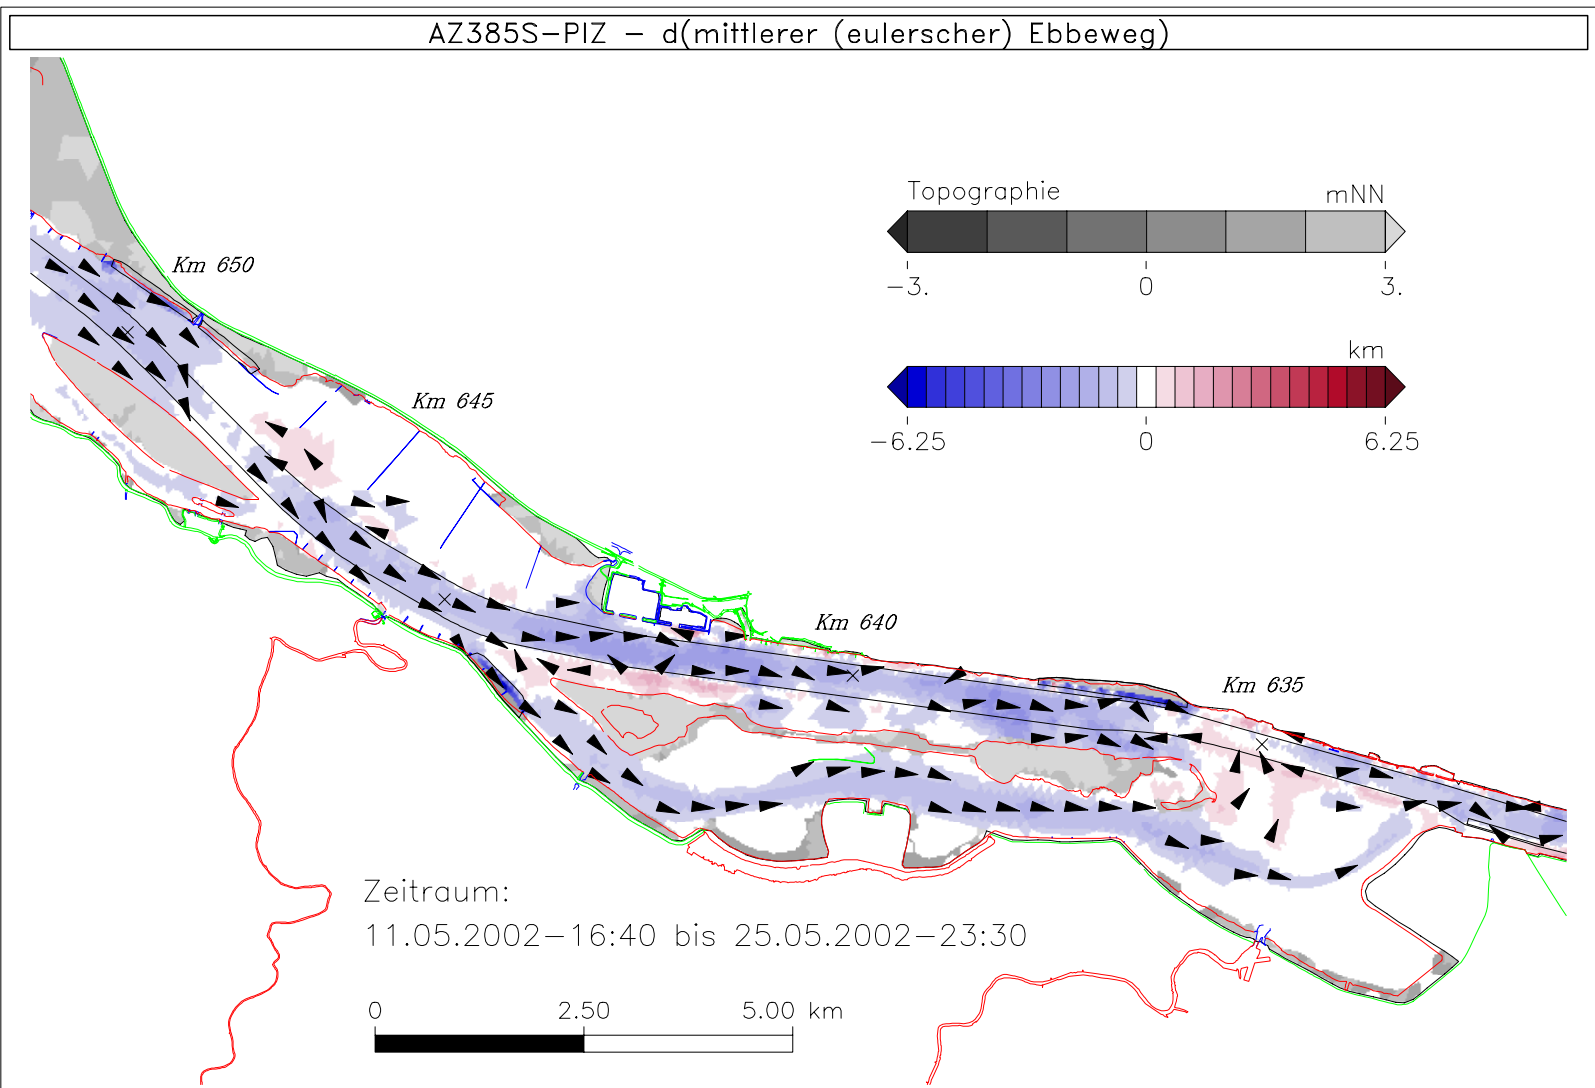 AZ385S-PIZ - d(mittlerer (eulerscher) Ebbeweg)
Topographie mNN
-3. 0 3.
Km 650
km
Km 645
-6.25 0 6.25
Km 640
Km 635
Zeitraum:
11.05.2002-16:40 bis 25.05.2002-23:30
0 2.50 5.00 km